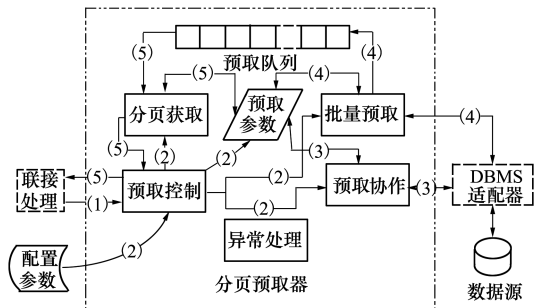 (5)
预取队列
(4)
(5)
(4)
分页获取
预取
参数
批量预取
(5)
(2)
(2)
(3)
(4)
联接
处理
(5)
(1)
预取控制
(2)
(2)
预取协作
(3)
DBMS
适配器
配置
参数
(2)
异常处理
分页预取器
数据源